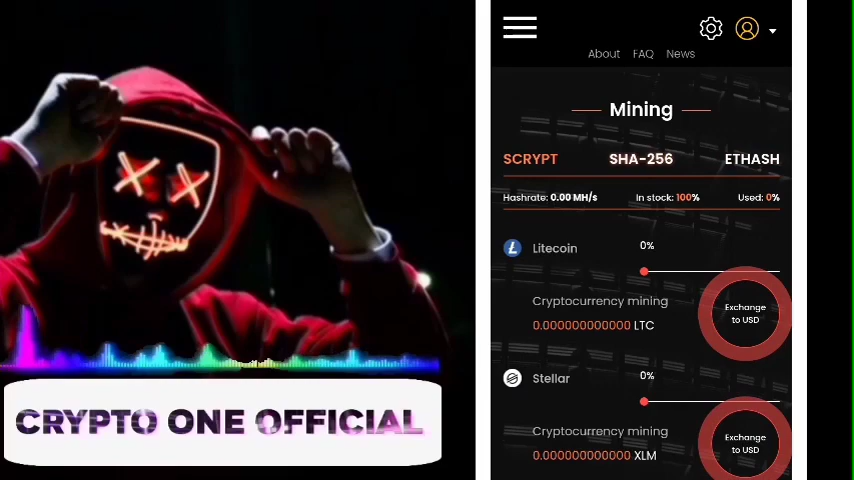 CRYPTO ONE OFFICIAL
About FAQ News
Mining
SCRYPT SHA-256 ETHASH
Hashrate: 0.00 MH/s In stock: 100% Used: 0%
Litecoin 0%
Cryptocurrency mining
0.000000000000 LTC
Exchange
to USD
Stellar 0%
Cryptocurrency mining
0.000000000000 XLM
Exchange
to USD